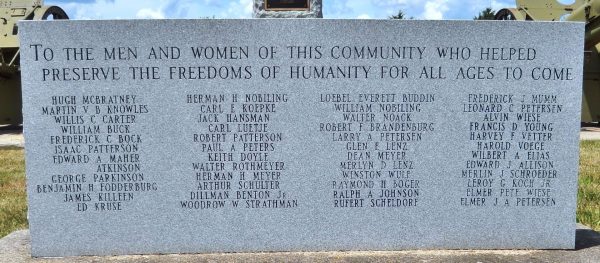 TO THE MEN AND WOMEN OF THIS COMMUNITY WHO HELPED
PRESERVE THE FREEDOMS OF HUMANITY FOR ALL AGES TO COME
HUGH MCBRATNEY
MARTIN V B KNOWLES
WILLIS C CARTER
WILLIAM BUCK
FREDERICK C BOCK
ISAAC PATTERSON
EDWARD A MAHER
ATKINSON
GEORGE PARKINSON
BENJAMIN H FODDERBURG
JAMES KILLEEN
ED KRUSE
HERMAN H NOBILING
CARL E KOEPKE
JACK HANSMAN
CARL LUETJE
ROBERT PATTERSON
PAUL A PETERS
KEITH DOYLE
WALTER ROTHMEYER
HERMAN H MEYER
ARTHUR SCHULTER
DILLMAN BENTON Jr
WOODROW W STRATHMAN
LOEBEL EVERETT BUDDIN
WILLIAM NOBILING
WALTER NOACK
ROBERT F BRANDENBURG
LARRY A PETERSEN
GLEN E LENZ
DEAN MEYER
MERLYN D LENZ
WINSTON WULF
RAYMOND H BOGER
RALPH A JOHNSON
RUFERT SCHELDORF
FREDERICK J MUMM
LEONARD C PETERSEN
ALVIN WIESE
FRANCIS D YOUNG
HARVEY F VETTER
HAROLD VOEGE
WILBERT A ELIAS
EDWARD J ALLISON
MERLIN J SCHROEDER
LEROY G KOCH JR
ELMER PETE WIESE
ELMER J A PETERSEN